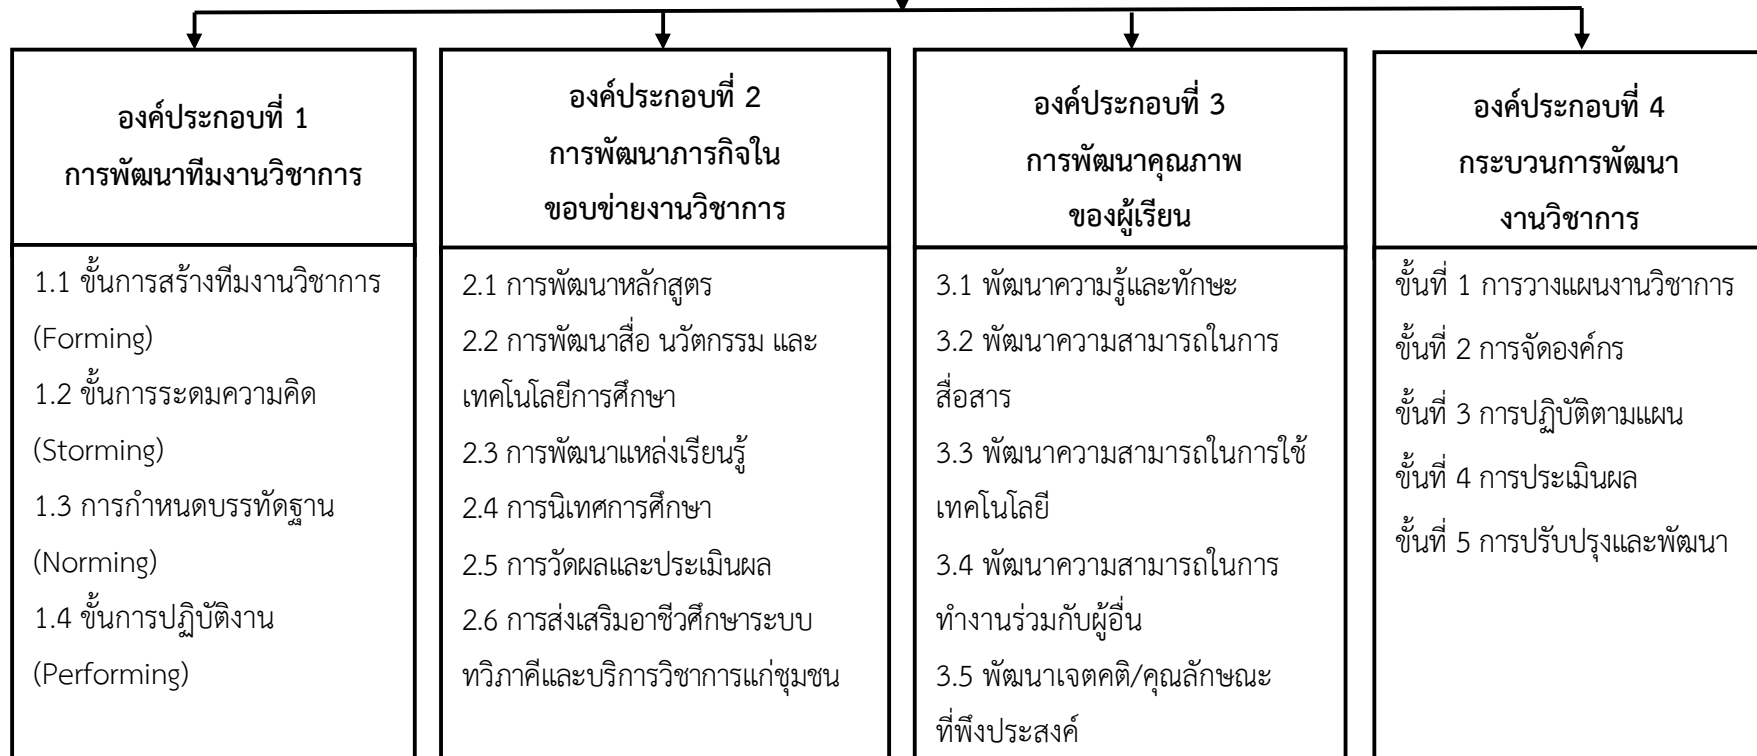 องค์ประกอบที่ 1
การพัฒนาทีมงานวิชาการ
1.1 ขั้นการสร้างทีมงานวิชาการ
(Forming)
1.2 ขั้นการระดมความคิด
(Storming)
1.3 การกำหนดบรรทัดฐาน
(Norming)
1.4 ขั้นการปฏิบัติงาน
(Performing)
องค์ประกอบที่ 2
การพัฒนาภารกิจใน
ขอบข่ายงานวิชาการ
2.1 การพัฒนาหลักสูตร
2.2 การพัฒนาสื่อ นวัตกรรม และ
เทคโนโลยีการศึกษา
2.3 การพัฒนาแหล่งเรียนรู้
2.4 การนิเทศการศึกษา
2.5 การวัดผลและประเมินผล
2.6 การส่งเสริมอาชีวศึกษาระบบ
ทวิภาคีและบริการวิชาการแก่ชุมชน
องค์ประกอบที่ 3
การพัฒนาคุณภาพ
ของผู้เรียน
3.1 พัฒนาความรู้และทักษะ
3.2 พัฒนาความสามารถในการ
สื่อสาร
3.3 พัฒนาความสามารถในการใช้
เทคโนโลยี
3.4 พัฒนาความสามารถในการ
ทำงานร่วมกับผู้อื่น
3.5 พัฒนาเจตคติ/คุณลักษณะ
ที่พึงประสงค์
องค์ประกอบที่ 4
กระบวนการพัฒนา
งานวิชาการ
ขั้นที่ 1 การวางแผนงานวิชาการ
ขั้นที่ 2 การจัดองค์กร
ขั้นที่ 3 การปฏิบัติตามแผน
ขั้นที่ 4 การประเมินผล
ขั้นที่ 5 การปรับปรุงและพัฒนา